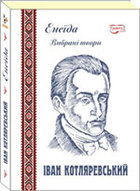 Енеїда
Вибрані твори
ІВАН КОТЛЯРЕВСЬКИЙ
Енеїда
ІВАН КОТЛЯРЕВСЬКИЙ